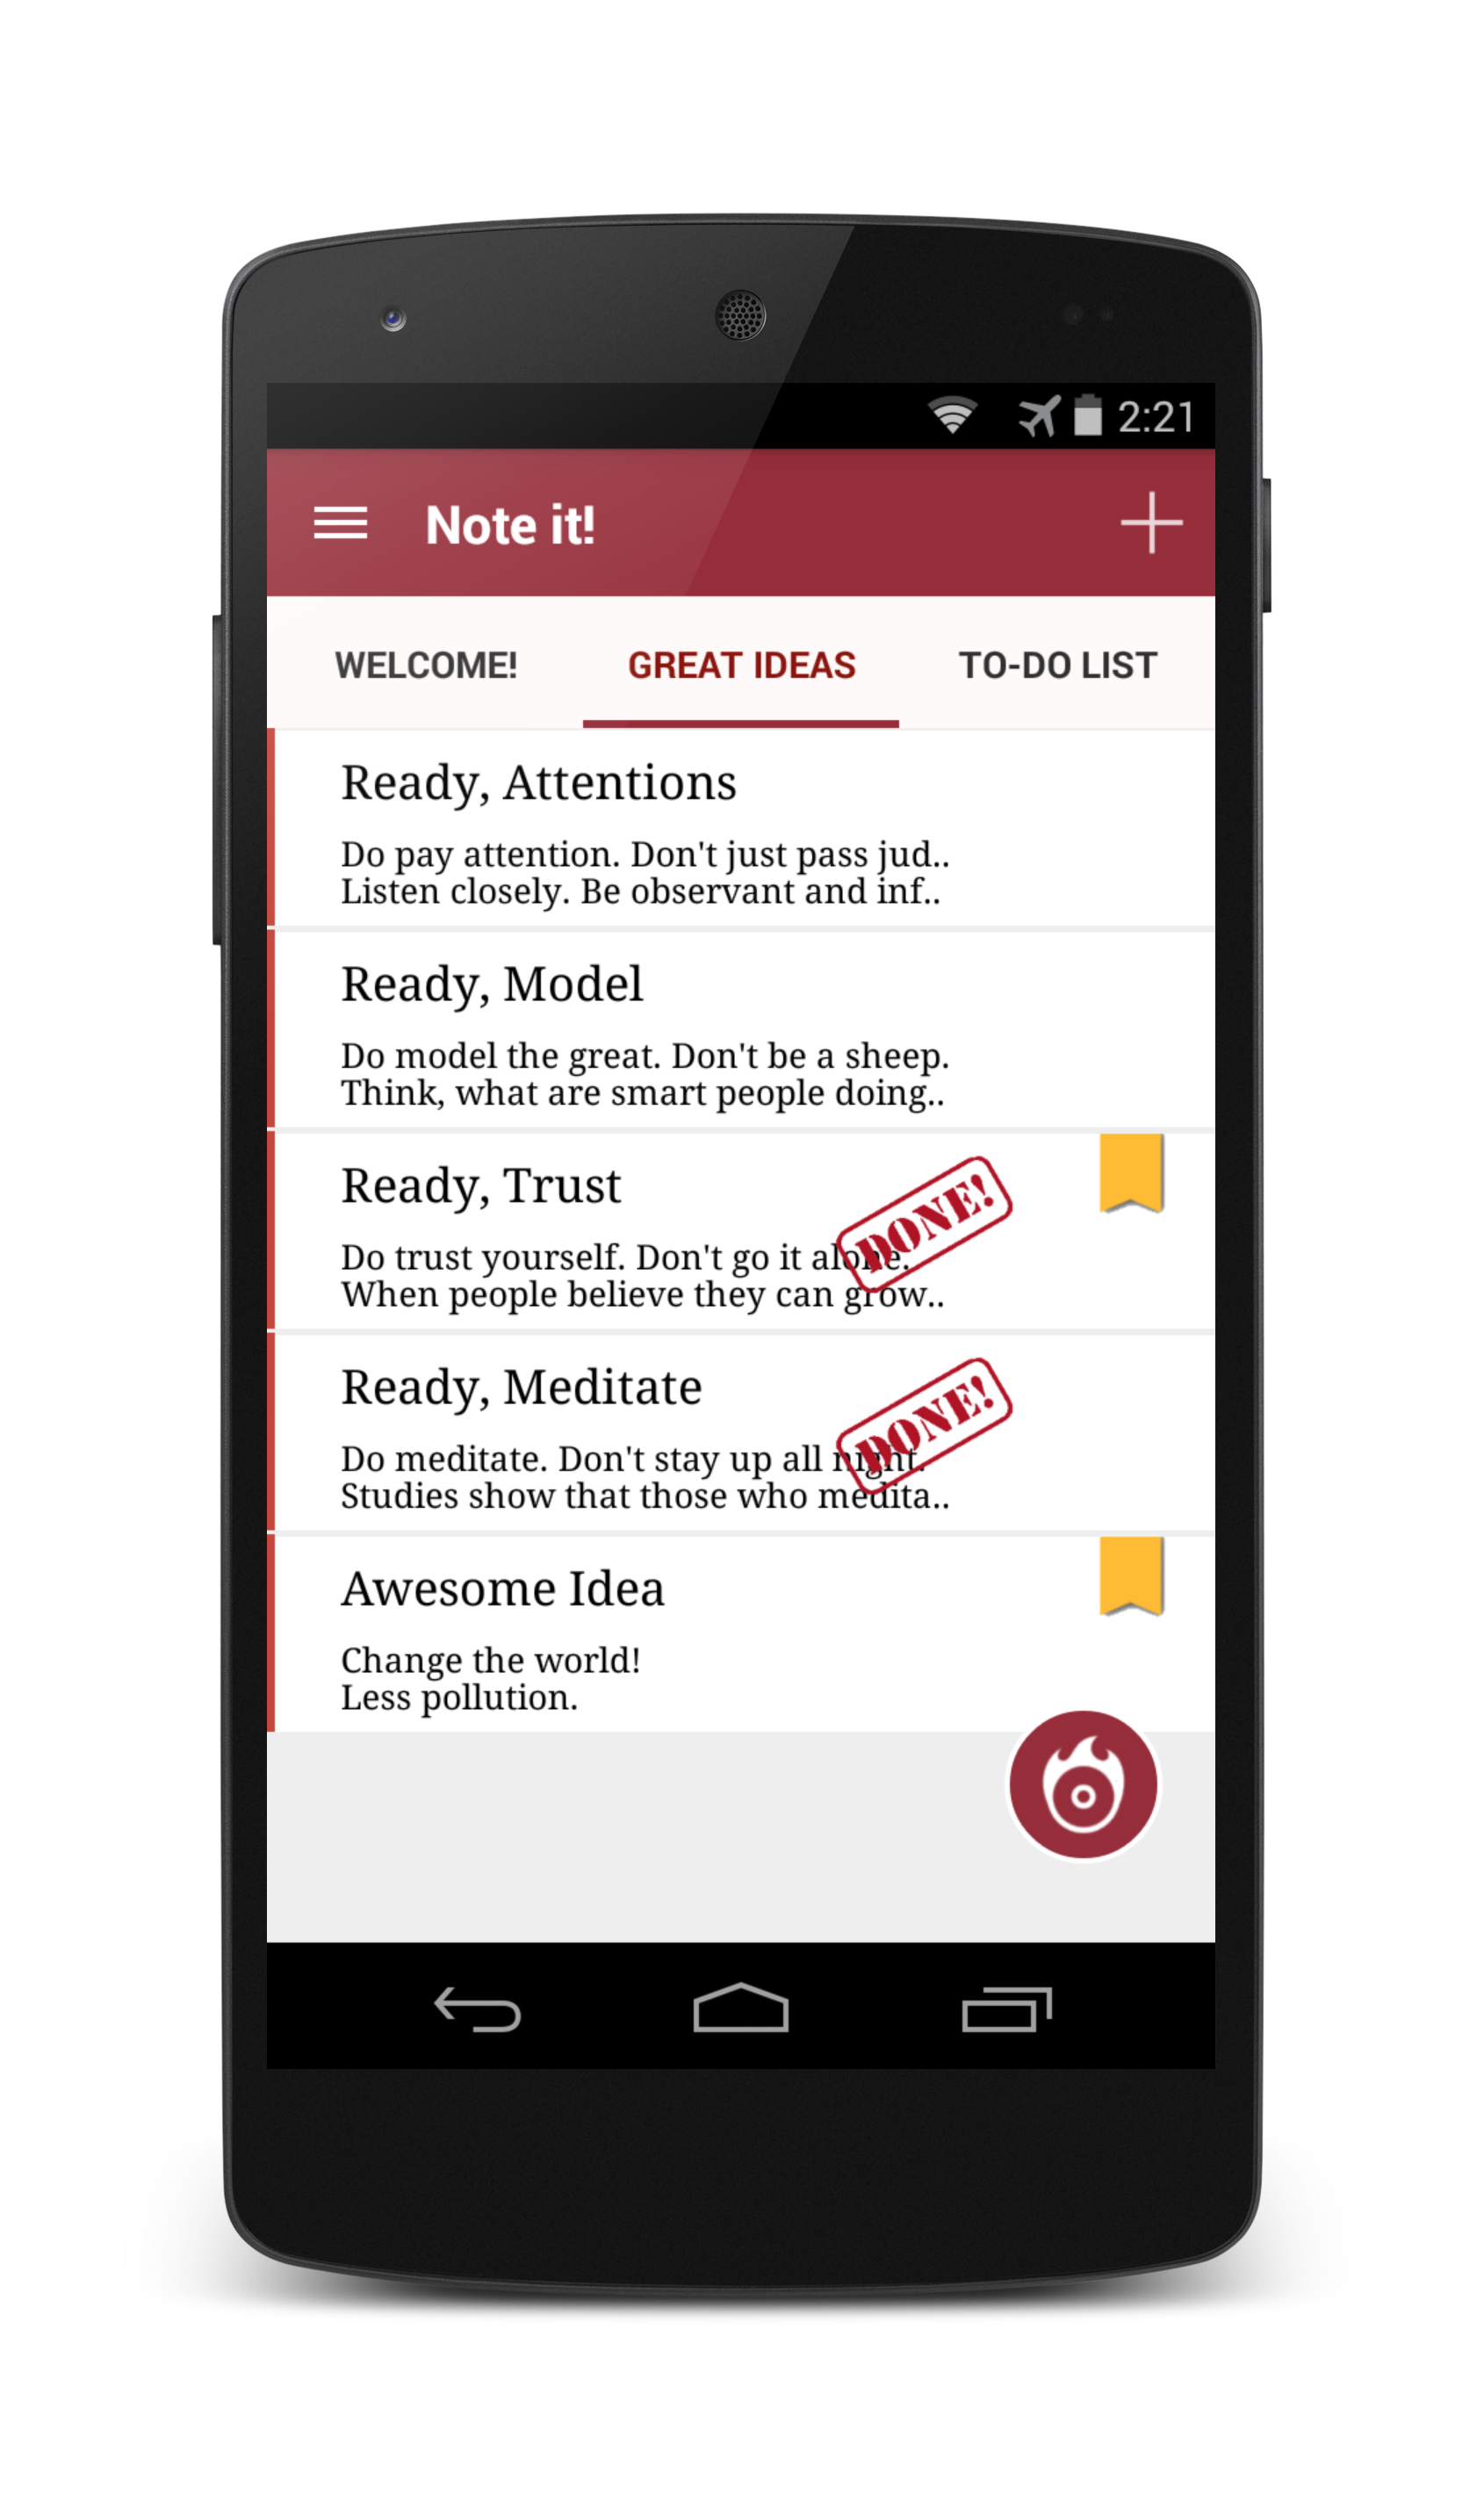 2:21
Note it!
WELCOME! GREAT IDEAS TO-DO LIST
Ready, Attentions
Do pay attention. Don't just pass jud..
Listen closely. Be observant and inf..
Ready, Model
Do model the great. Don't be a sheep.
Think, what are smart people doing..
Ready, Trust
DONE!
Do trust yourself. Don't go it alone.
When people believe they can grow..
Ready, Meditate
DONE!
Do meditate. Don't stay up all night.
Studies show that those who medita..
Awesome Idea
Change the world!
Less pollution.